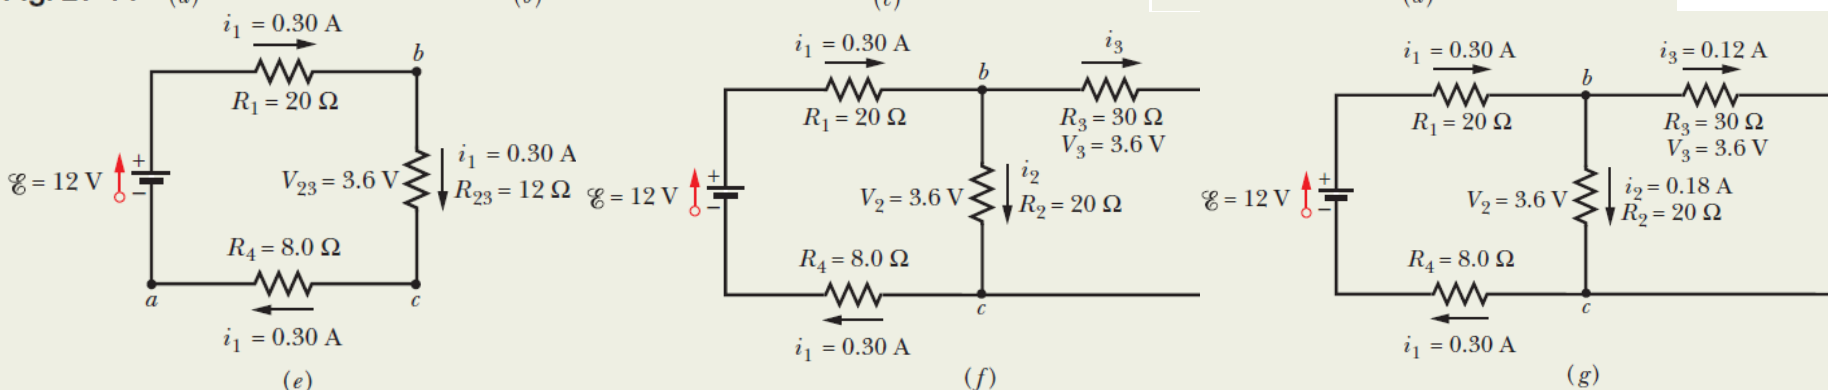 i₁ = 0.30 A
b
R₁ = 20 Ω
ℰ = 12 V
+
−
V₂₃ = 3.6 V
i₁ = 0.30 A
R₂₃ = 12 Ω
R₄ = 8.0 Ω
a
c
i₁ = 0.30 A
(e)
i₁ = 0.30 A
i₃
b
R₁ = 20 Ω
R₃ = 30 Ω
V₃ = 3.6 V
ℰ = 12 V
+
−
V₂ = 3.6 V
i₂
R₂ = 20 Ω
R₄ = 8.0 Ω
c
i₁ = 0.30 A
(f)
i₁ = 0.30 A
i₃ = 0.12 A
b
R₁ = 20 Ω
R₃ = 30 Ω
V₃ = 3.6 V
ℰ = 12 V
+
−
V₂ = 3.6 V
i₂ = 0.18 A
R₂ = 20 Ω
R₄ = 8.0 Ω
c
i₁ = 0.30 A
(g)